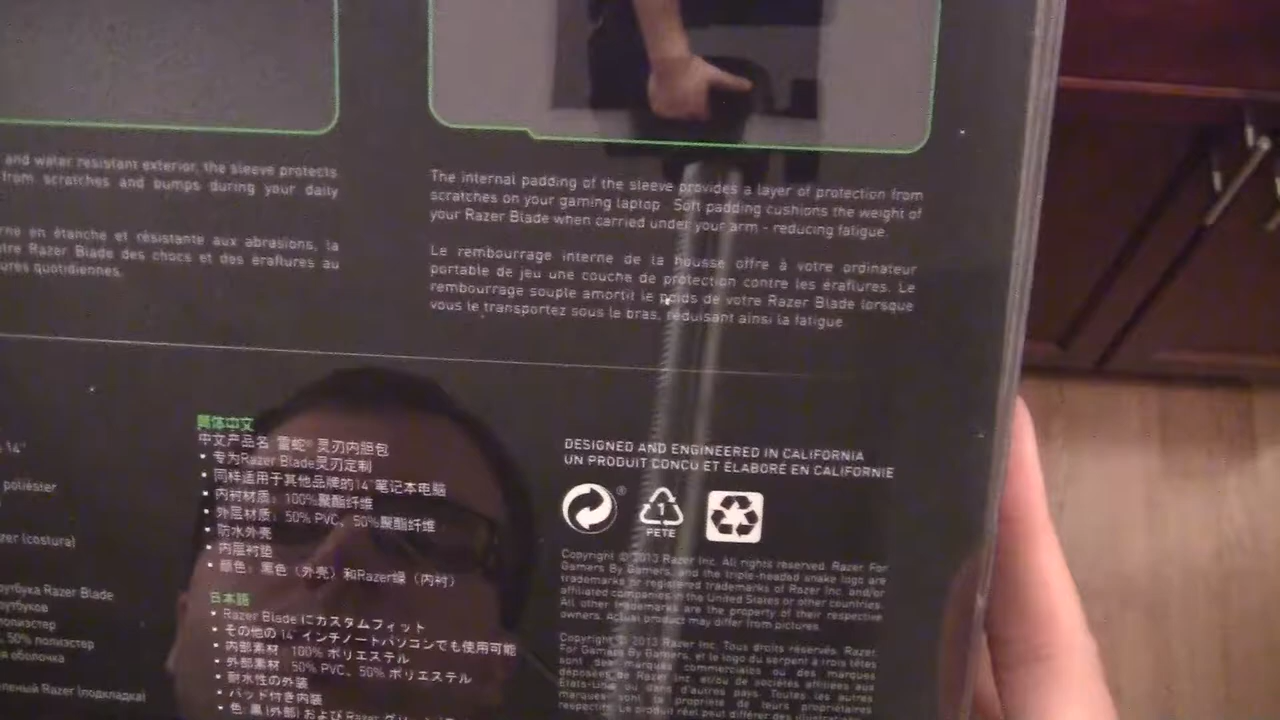 and water resistant exterior, the sleeve protects
from scratches and bumps during your daily
rne en étanche et résistante aux abrasions, la
tre Razer Blade des chocs et des éraflures au
ures quotidiennes.
The internal padding of the sleeve provides a layer of protection from
scratches on your gaming laptop. Soft padding cushions the weight of
your Razer Blade when carried under your arm - reducing fatigue.
Le rembourrage interne de la housse offre à votre ordinateur
portable de jeu une couche de protection contre les éraflures. Le
rembourrage souple amortit le poids de votre Razer Blade lorsque
vous le transportez sous le bras, réduisant ainsi la fatigue.
14"
poliéster
zer (costura)
оутбука Razer Blade
оутбуков
полиэстер
, 50% полиэстер
я оболочка
еленый Razer (подкладка)
简体中文
中文产品名 雷蛇® 灵刃内胆包
• 专为Razer Blade灵刃定制
• 同样适用于其他品牌的14"笔记本电脑
• 内衬材质: 100%聚酯纤维
• 外层材质: 50% PVC, 50%聚酯纤维
• 防水外壳
• 内层衬垫
• 颜色: 黑色 (外壳) 和Razer绿 (内衬)
日本語
• Razer Blade にカスタムフィット
• その他の 14" インチノートパソコンでも使用可能
• 内部素材: 100% ポリエステル
• 外部素材: 50% PVC、50% ポリエステル
• 耐水性の外装
• パッド付き内装
• 色: 黒 (外部) および Razer グリーン
DESIGNED AND ENGINEERED IN CALIFORNIA
UN PRODUIT CONÇU ET ÉLABORÉ EN CALIFORNIE
®
1
PETE
Copyright © 2013 Razer Inc. All rights reserved. Razer For
Gamers By Gamers, and the triple-headed snake logo are
trademarks or registered trademarks of Razer Inc. and/or
affiliated companies in the United States or other countries.
All other trademarks are the property of their respective
owners. Actual product may differ from pictures.
Copyright © 2013 Razer Inc. Tous droits réservés. Razer,
For Gamers By Gamers, et le logo du serpent à trois têtes
sont des marques commerciales ou des marques
déposées de Razer Inc. et/ou de sociétés affiliées aux
États-Unis ou dans d'autres pays. Toutes les autres
marques sont la propriété de leurs propriétaires
respectifs. Le produit réel peut différer des illustrations.